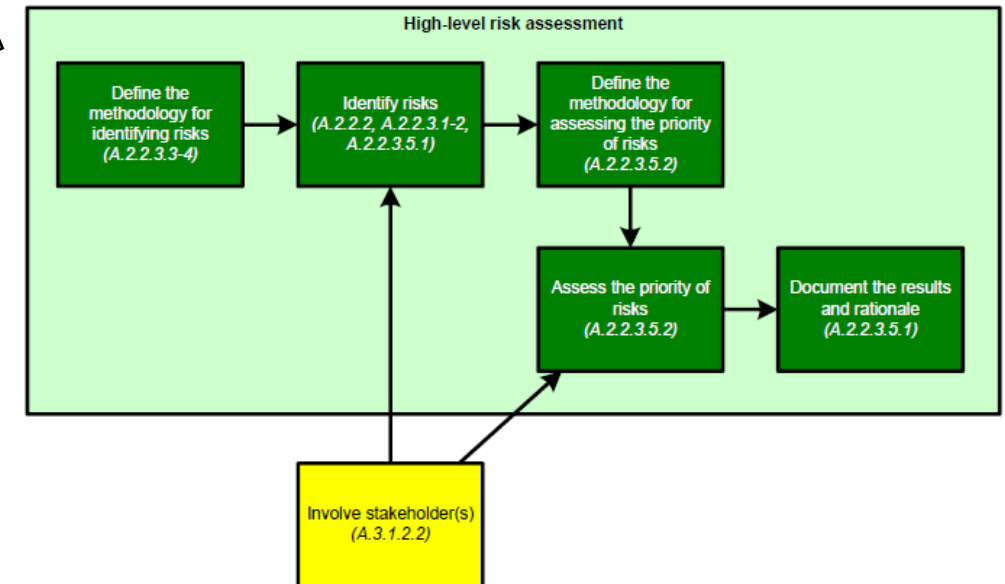 High-level risk assessment
Define the
methodology for
identifying risks
(A.2.2.3.3-4)
Identify risks
(A.2.2.2, A.2.2.3.1-2,
A.2.2.3.5.1)
Define the
methodology for
assessing the priority
of risks
(A.2.2.3.5.2)
Assess the priority of
risks
(A.2.2.3.5.2)
Document the results
and rationale
(A.2.2.3.5.1)
Involve stakeholder(s)
(A.3.1.2.2)